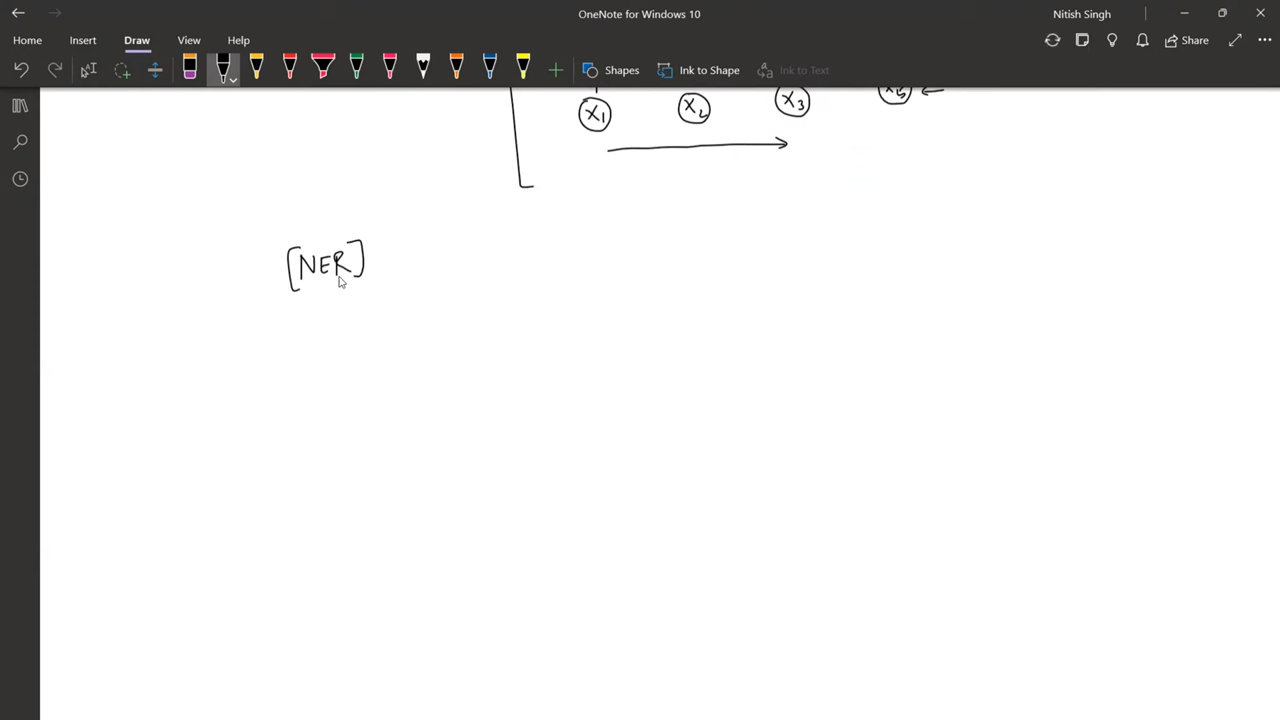 OneNote for Windows 10
Nitish Singh
Home Insert Draw View Help
Share
Shapes
Ink to Shape
Ink to Text
x1 x2 x3
[NER]